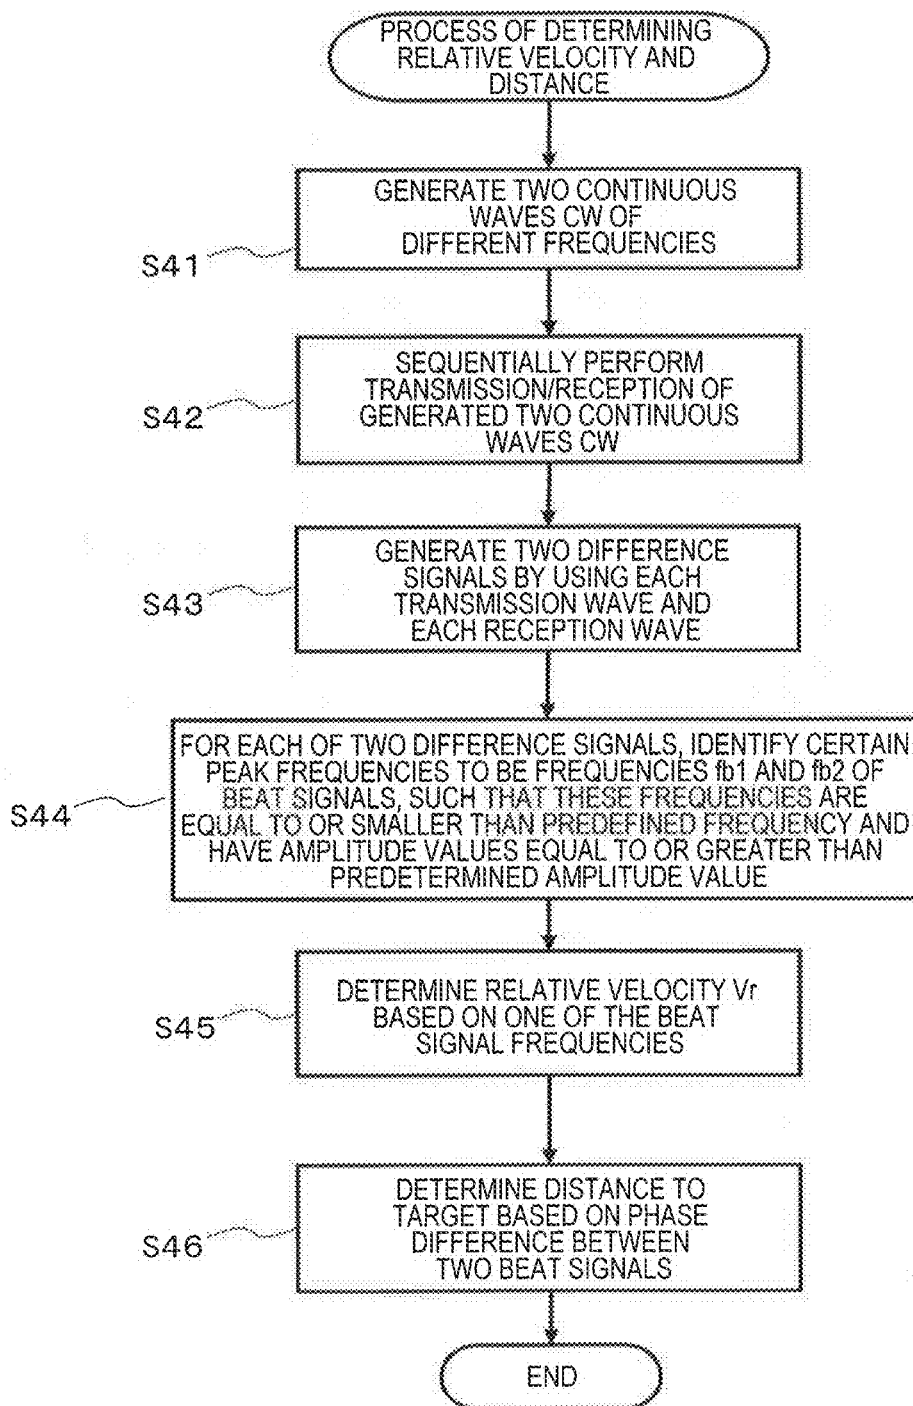 PROCESS OF DETERMINING
RELATIVE VELOCITY AND
DISTANCE
GENERATE TWO CONTINUOUS
WAVES CW OF
DIFFERENT FREQUENCIES
S41
SEQUENTIALLY PERFORM
TRANSMISSION/RECEPTION OF
GENERATED TWO CONTINUOUS
WAVES CW
S42
GENERATE TWO DIFFERENCE
SIGNALS BY USING EACH
TRANSMISSION WAVE AND
EACH RECEPTION WAVE
S43
FOR EACH OF TWO DIFFERENCE SIGNALS, IDENTIFY CERTAIN
PEAK FREQUENCIES TO BE FREQUENCIES fb1 AND fb2 OF
BEAT SIGNALS, SUCH THAT THESE FREQUENCIES ARE
EQUAL TO OR SMALLER THAN PREDEFINED FREQUENCY AND
HAVE AMPLITUDE VALUES EQUAL TO OR GREATER THAN
PREDETERMINED AMPLITUDE VALUE
S44
DETERMINE RELATIVE VELOCITY Vr
BASED ON ONE OF THE BEAT
SIGNAL FREQUENCIES
S45
DETERMINE DISTANCE TO
TARGET BASED ON PHASE
DIFFERENCE BETWEEN
TWO BEAT SIGNALS
S46
END